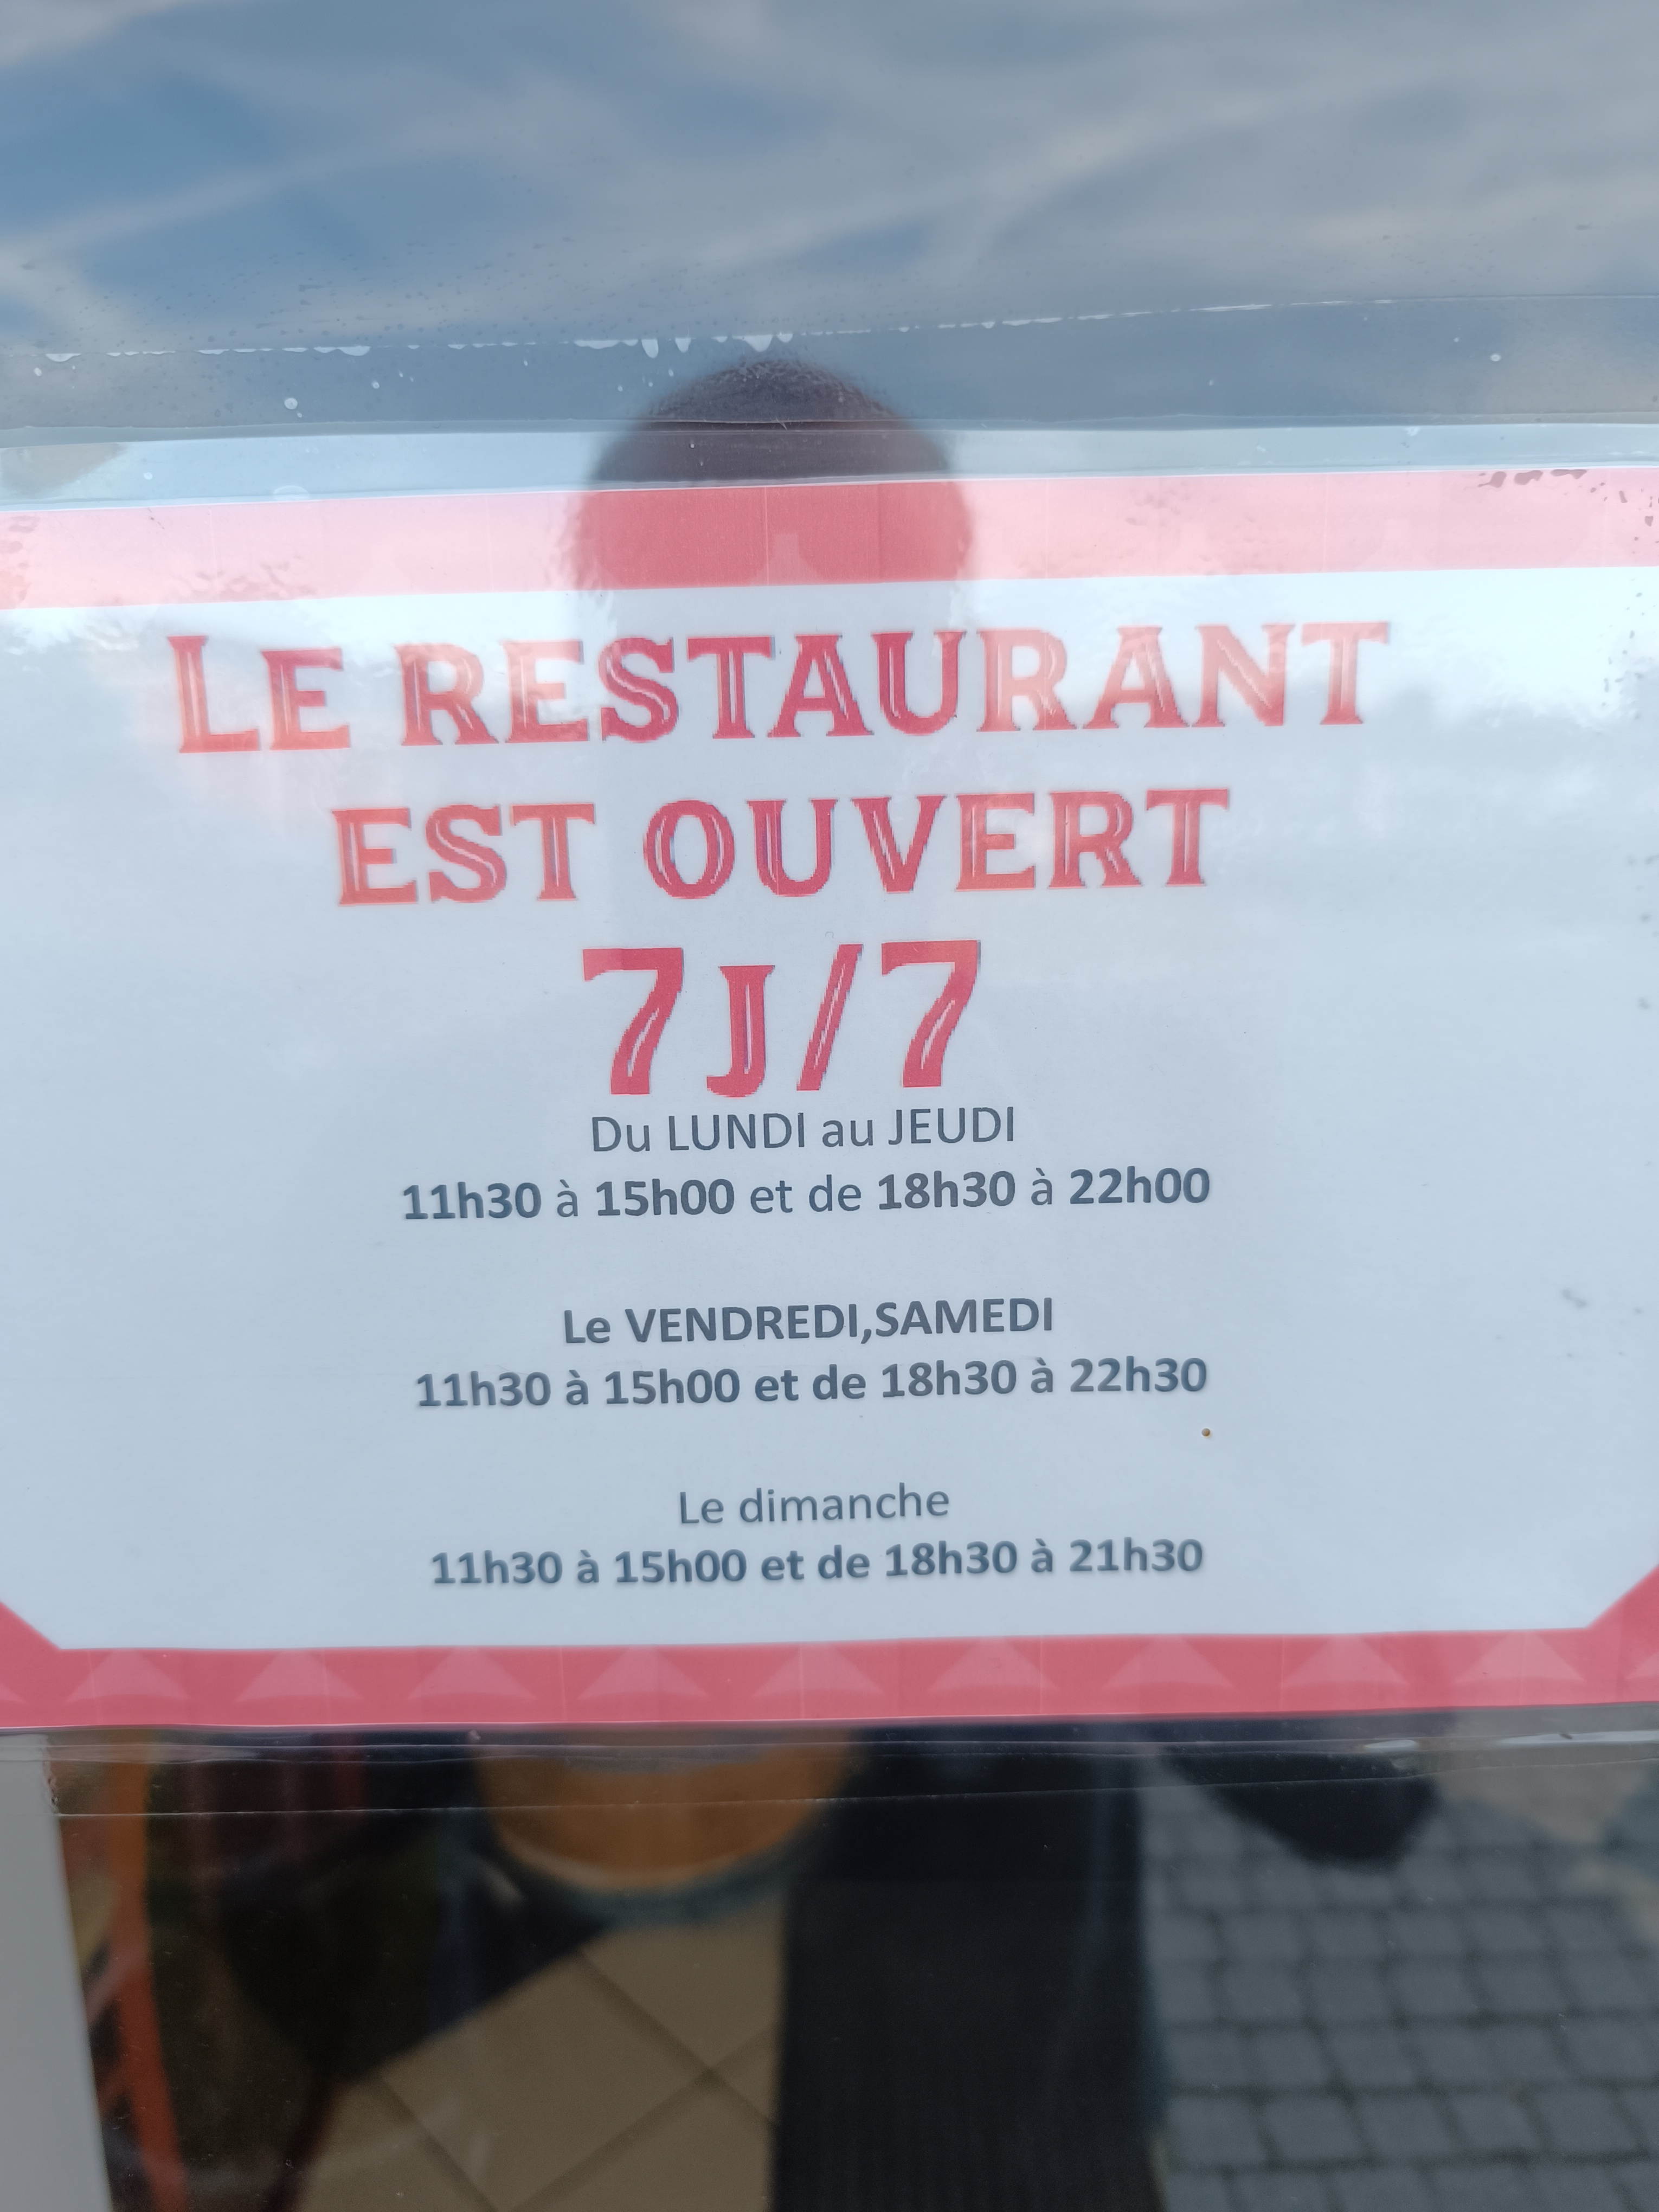 LE RESTAURANT
EST OUVERT
7J/7
Du LUNDI au JEUDI
11h30 à 15h00 et de 18h30 à 22h00
Le VENDREDI,SAMEDI
11h30 à 15h00 et de 18h30 à 22h30
Le dimanche
11h30 à 15h00 et de 18h30 à 21h30